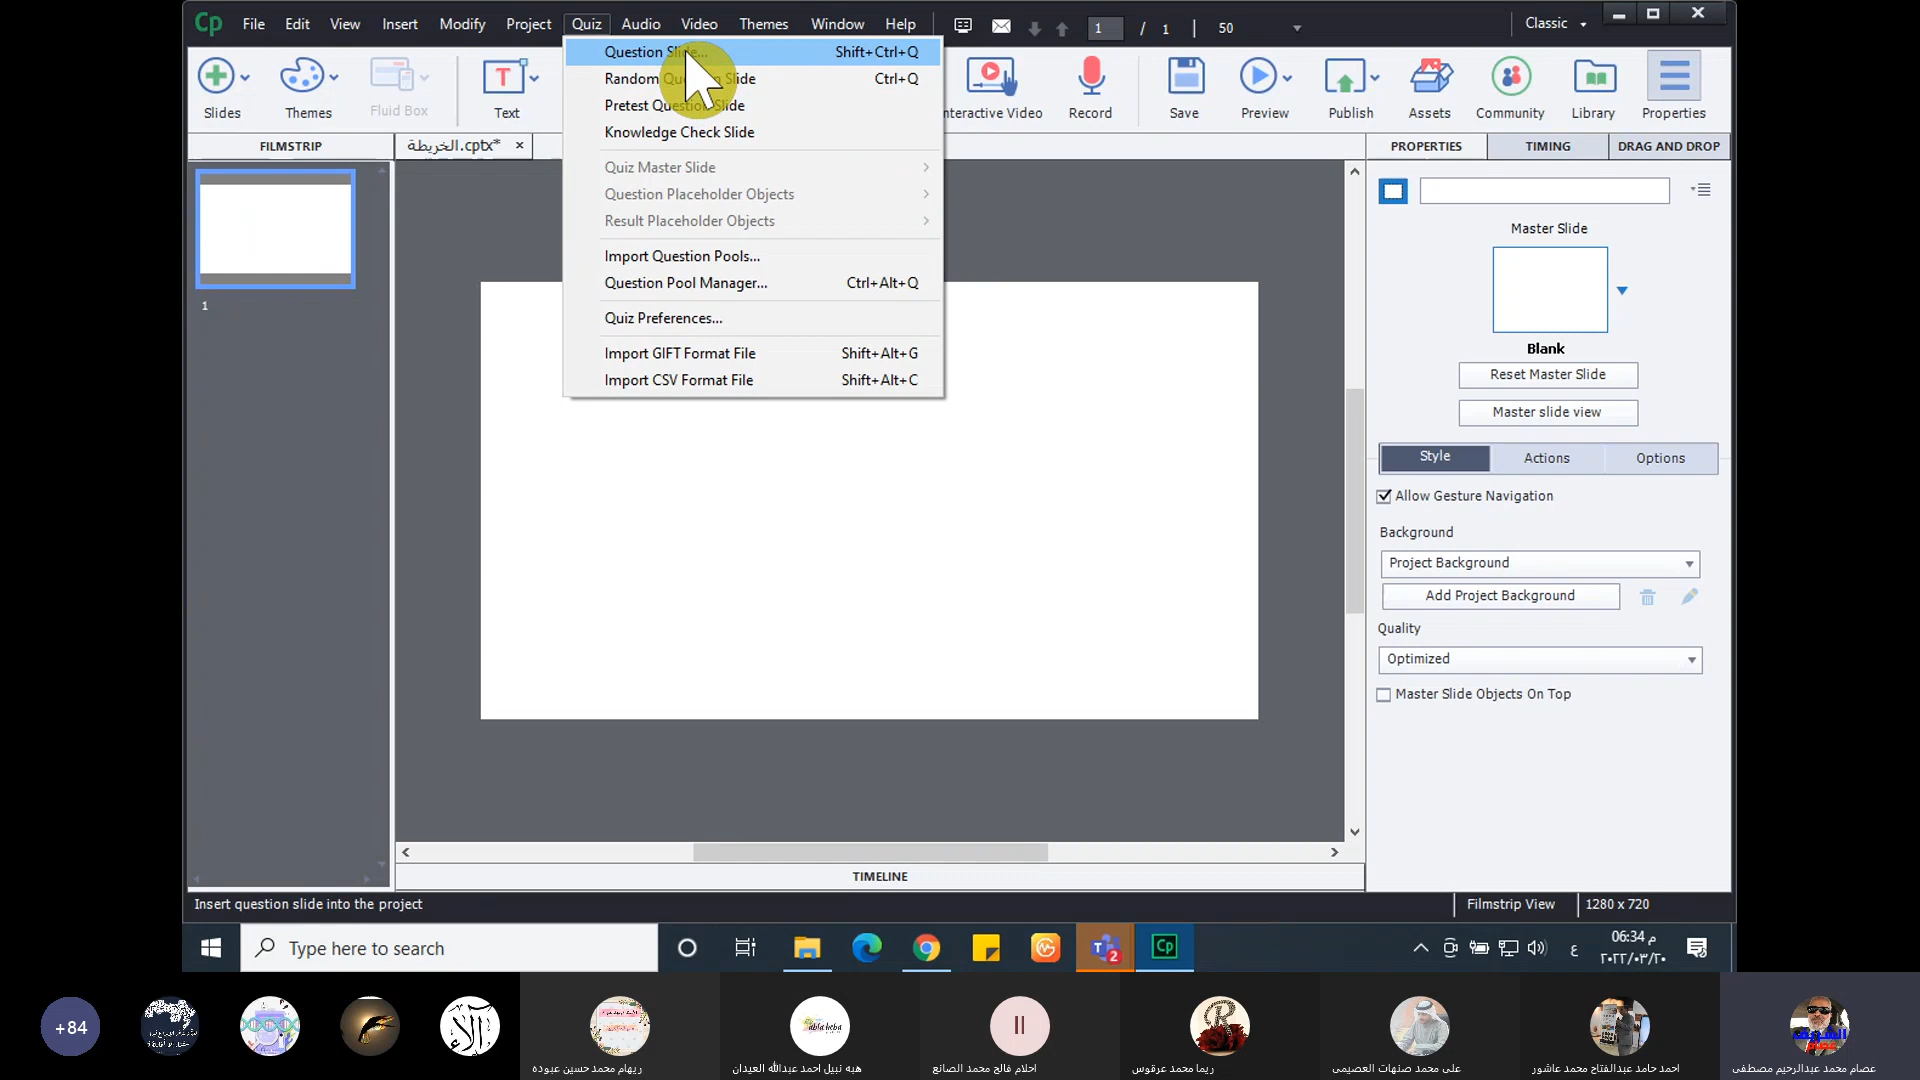 Cp File Edit View Insert Modify Project Quiz Audio Video Themes Window Help 1 / 1 50 Classic
Question Slide... Shift+Ctrl+Q
Random Question Slide Ctrl+Q
Pretest Question Slide
Knowledge Check Slide
Quiz Master Slide
Question Placeholder Objects
Result Placeholder Objects
Import Question Pools...
Question Pool Manager... Ctrl+Alt+Q
Quiz Preferences...
Import GIFT Format File Shift+Alt+G
Import CSV Format File Shift+Alt+C
Slides Themes Fluid Box Text nteractive Video Record Save Preview Publish Assets Community Library Properties
FILMSTRIP
الخريطة.cptx*
PROPERTIES TIMING DRAG AND DROP
1
Master Slide
Blank
Reset Master Slide
Master slide view
Style Actions Options
Allow Gesture Navigation
Background
Project Background
Add Project Background
Quality
Optimized
Master Slide Objects On Top
TIMELINE
Insert question slide into the project
Filmstrip View 1280 x 720
Type here to search
2
Cp
ع
06:34 م
٢٠٢٢/٠٣/٢٠
+84
ريهام محمد حسين عبوده
هبه نبيل احمد عبدالله العيدان
احلام فالح محمد الصانع
ريما محمد عرقوس
على محمد صنهات العصيمى
احمد حامد عبدالفتاح محمد عاشور
عصام محمد عبدالرحيم مصطفى